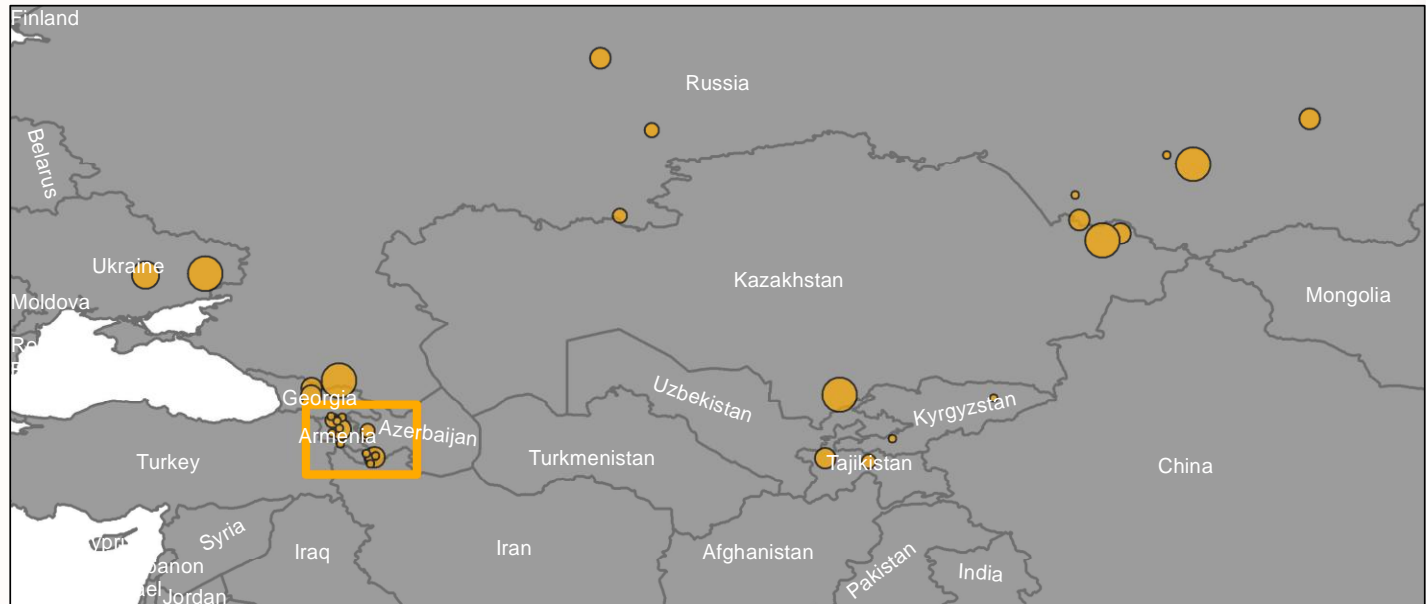 Finland
Russia
Belarus
Ukraine
Kazakhstan
Moldova
Mongolia
Georgia
Uzbekistan
Kyrgyzstan
Armenia
Azerbaijan
Turkey
Turkmenistan
Tajikistan
China
Syria
Iraq
Iran
Afghanistan
Pakistan
India
Jordan